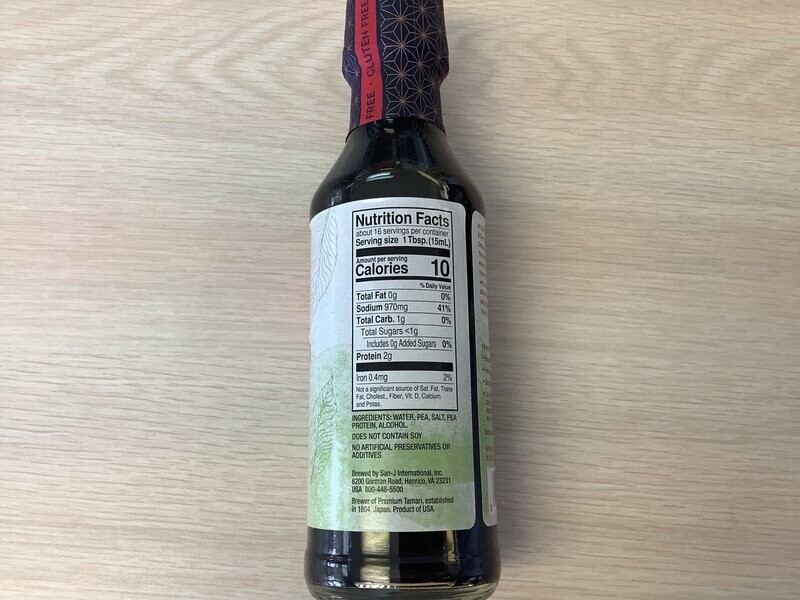 FREE · GLUTEN FREE
Nutrition Facts
about 16 servings per container
Serving size 1 Tbsp. (15mL)
Amount per serving
Calories 10
% Daily Value
Total Fat 0g 0%
Sodium 970mg 41%
Total Carb. 1g 0%
Total Sugars <1g
Includes 0g Added Sugars 0%
Protein 2g
Iron 0.4mg 2%
Not a significant source of Sat. Fat, Trans
Fat, Cholest., Fiber, Vit. D, Calcium
and Potas.
INGREDIENTS: WATER, PEA, SALT, PEA
PROTEIN, ALCOHOL.
DOES NOT CONTAIN SOY
NO ARTIFICIAL PRESERVATIVES OR
ADDITIVES
Brewed by San-J International, Inc.
6200 Gorman Road, Henrico, VA 23231
USA 800-446-5500
Brewer of Premium Tamari, established
in 1804, Japan. Product of USA.